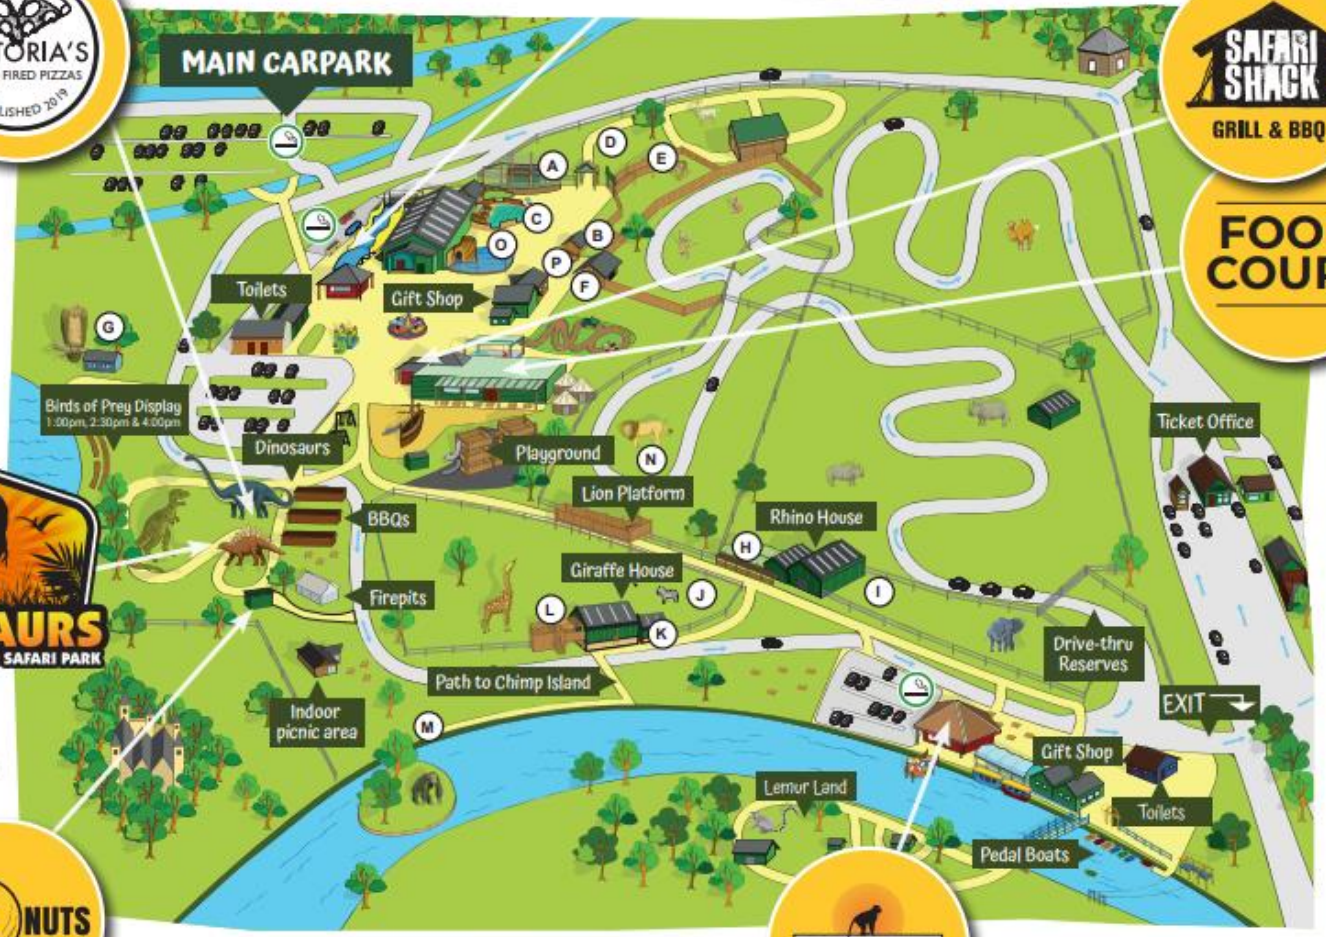 FIRED PIZZAS
2019
MAIN CARPARK
SAFARI
SHACK
GRILL & BBQ
A
D
E
C
O
B
P
F
Toilets
Gift Shop
G
Birds of Prey Display
1:00pm, 2:30pm & 4:00pm
Dinosaurs
Playground
N
Ticket Office
BBQs
Lion Platform
Rhino House
H
Giraffe House
J
I
Firepits
L
K
SAFARI PARK
Drive-thru
Reserves
Path to Chimp Island
EXIT
Indoor
picnic area
M
Gift Shop
Lemur Land
Toilets
Pedal Boats
NUTS